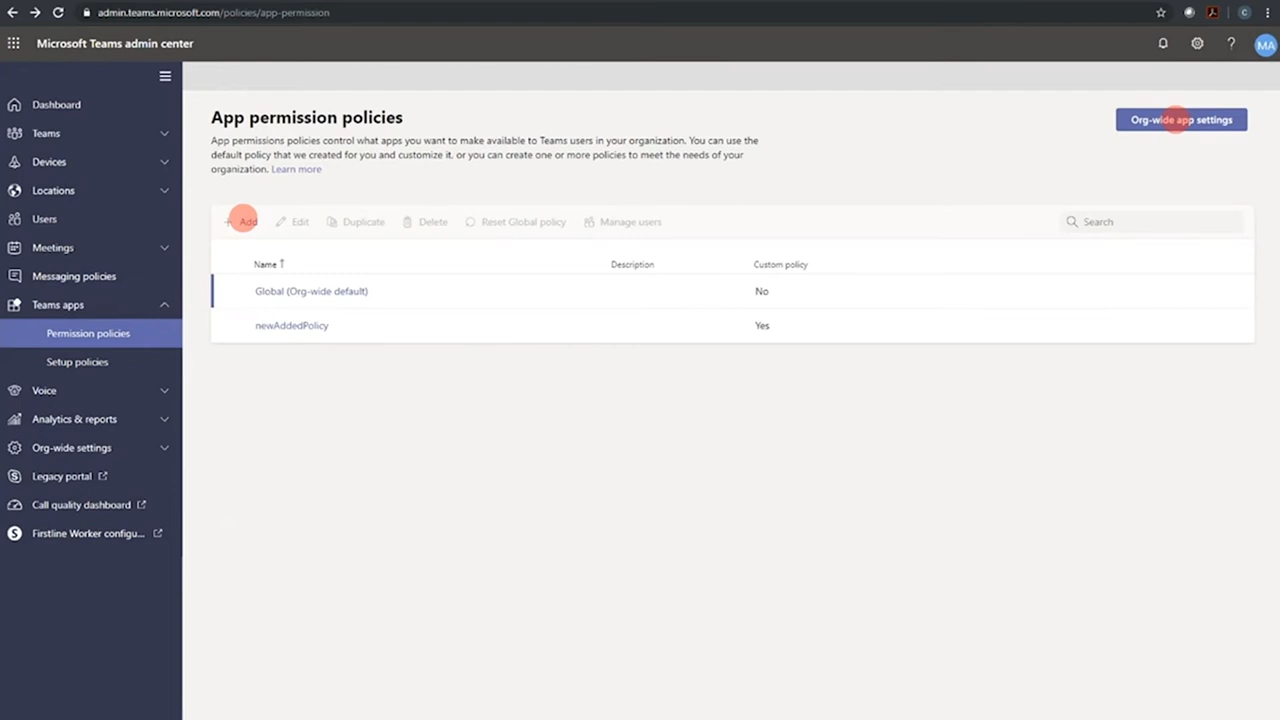 admin.teams.microsoft.com/policies/app-permission
C
Microsoft Teams admin center
?
MA
Dashboard
Teams
Devices
Locations
Users
Meetings
Messaging policies
Teams apps
Permission policies
Setup policies
Voice
Analytics & reports
Org-wide settings
Legacy portal
Call quality dashboard
S Firstline Worker configu...
App permission policies
Org-wide app settings
App permissions policies control what apps you want to make available to Teams users in your organization. You can use the
default policy that we created for you and customize it, or you can create one or more policies to meet the needs of your
organization. Learn more
+ Add Edit Duplicate Delete Reset Global policy Manage users Search
Name ↑ Description Custom policy
Global (Org-wide default) No
newAddedPolicy Yes